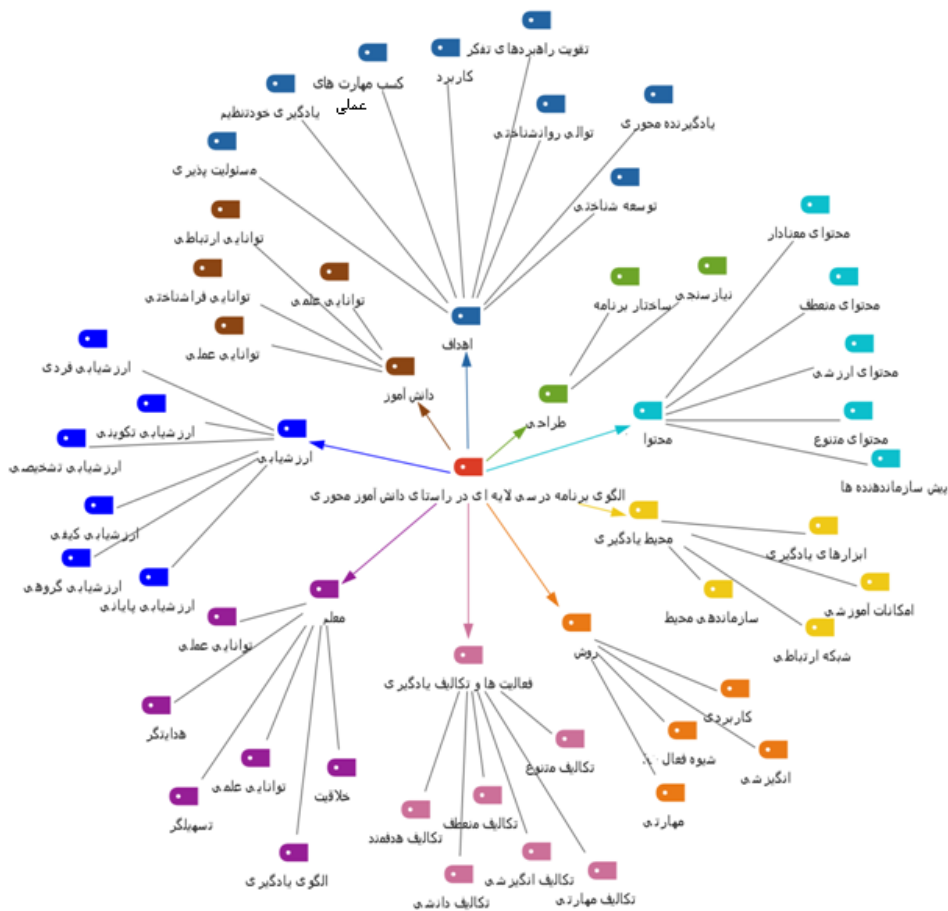 تقویت راهبردهای تفکر
کاربرد
کسب مهارت های
عملی
یادگیری خودتنظیم
توالی روانشناختی
یادگیرنده محوری
مسئولیت پذیری
توسعه شناختی
توانایی ارتباطی
محتوای معنادار
توانایی فراشناختی
توانایی علمی
ساختار برنامه
نیازسنجی
محتوای منعطف
توانایی عملی
اهداف
ارزشیابی فردی
محتوای ارزشی
دانش آموز
طراحی
محتوا
محتوای متنوع
ارزشیابی تکوینی
ارزشیابی
ارزشیابی تشخیصی
پیش سازماندهنده ها
الگوی برنامه درسی لایه ای در راستای دانش آموز محوری
ارزشیابی کیفی
محیط یادگیری
ابزارهای یادگیری
ارزشیابی گروهی
ارزشیابی پایانی
امکانات آموزشی
سازماندهی محیط
معلم
توانایی عملی
شبکه ارتباطی
روش
فعالیت ها و تکالیف یادگیری
کاربردی
هدایتگر
شیوه فعال
انگیزشی
تکالیف متنوع
توانایی علمی
خلاقیت
تسهیلگر
مهارتی
تکالیف منعطف
تکالیف هدفمند
الگوی یادگیری
تکالیف انگیزشی
تکالیف دانشی
تکالیف مهارتی